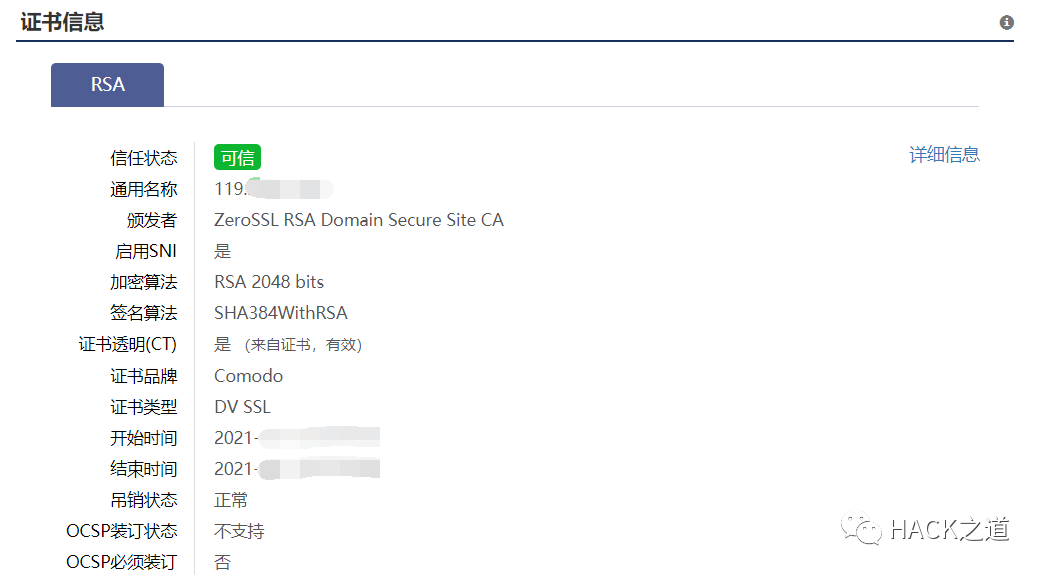 证书信息
RSA
信任状态 可信 详细信息
通用名称 119.
颁发者 ZeroSSL RSA Domain Secure Site CA
启用SNI 是
加密算法 RSA 2048 bits
签名算法 SHA384WithRSA
证书透明(CT) 是 (来自证书，有效)
证书品牌 Comodo
证书类型 DV SSL
开始时间 2021-
结束时间 2021-
吊销状态 正常
OCSP装订状态 不支持
OCSP必须装订 否
HACK之道